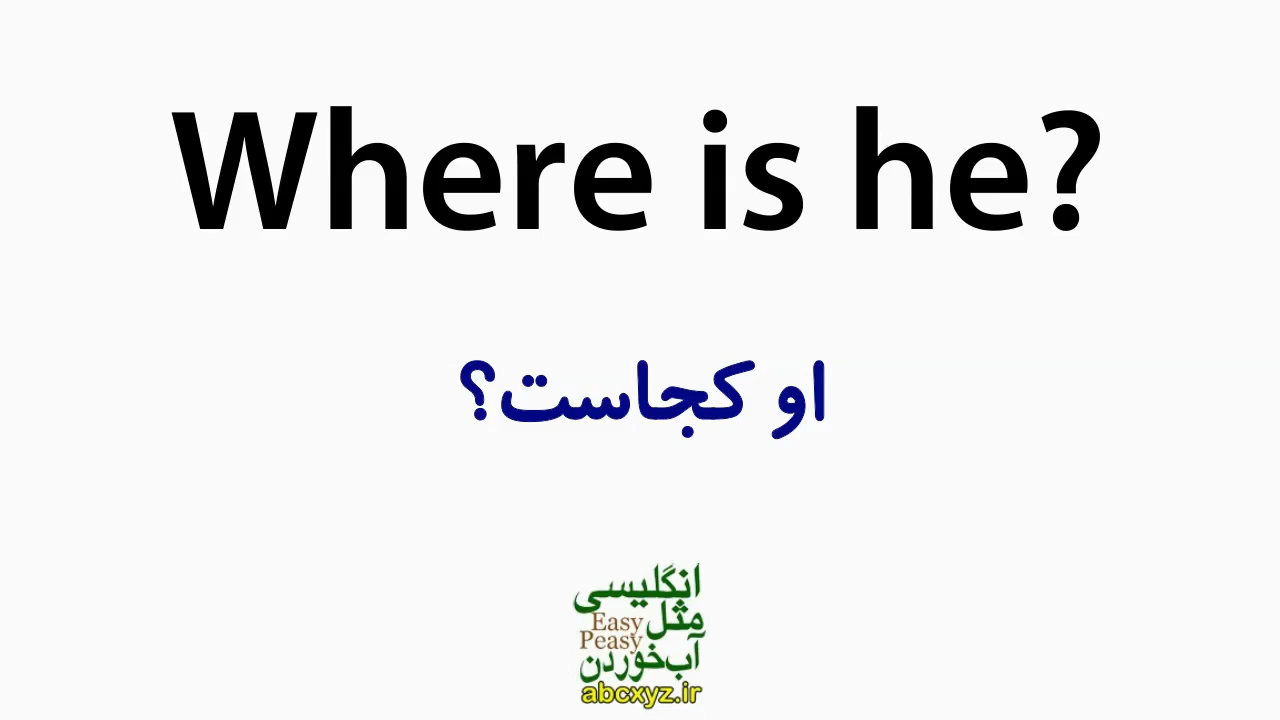 Where is he?
او کجاست؟
انگلیسی
مثل
Easy
Peasy
آب‌خوردن
abcxyz.ir